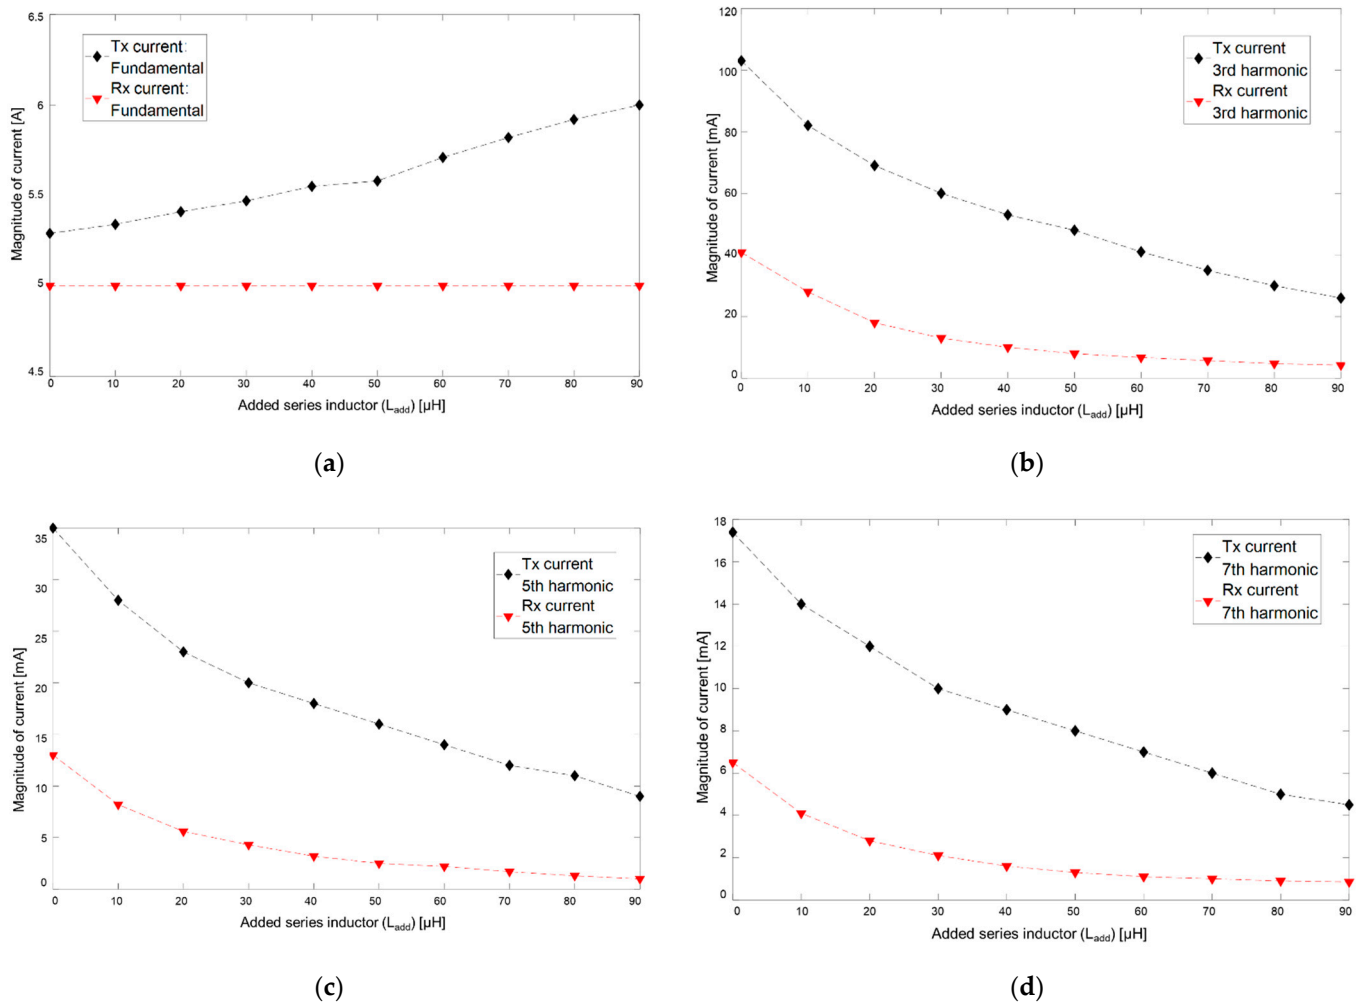 6.5
Tx current:
Fundamental
Rx current:
Fundamental
6
5.5
5
4.5
Magnitude of current [A]
0 10 20 30 40 50 60 70 80 90
Added series inductor (Ladd) [µH]
(a)
120
Tx current
3rd harmonic
Rx current
3rd harmonic
100
80
60
40
20
0
Magnitude of current [mA]
0 10 20 30 40 50 60 70 80 90
Added series inductor (Ladd) [µH]
(b)
35
Tx current
5th harmonic
Rx current
5th harmonic
30
25
20
15
10
5
0
Magnitude of current [mA]
0 10 20 30 40 50 60 70 80 90
Added series inductor (Ladd) [µH]
(c)
18
Tx current
7th harmonic
Rx current
7th harmonic
16
14
12
10
8
6
4
2
0
Magnitude of current [mA]
0 10 20 30 40 50 60 70 80 90
Added series inductor (Ladd) [µH]
(d)